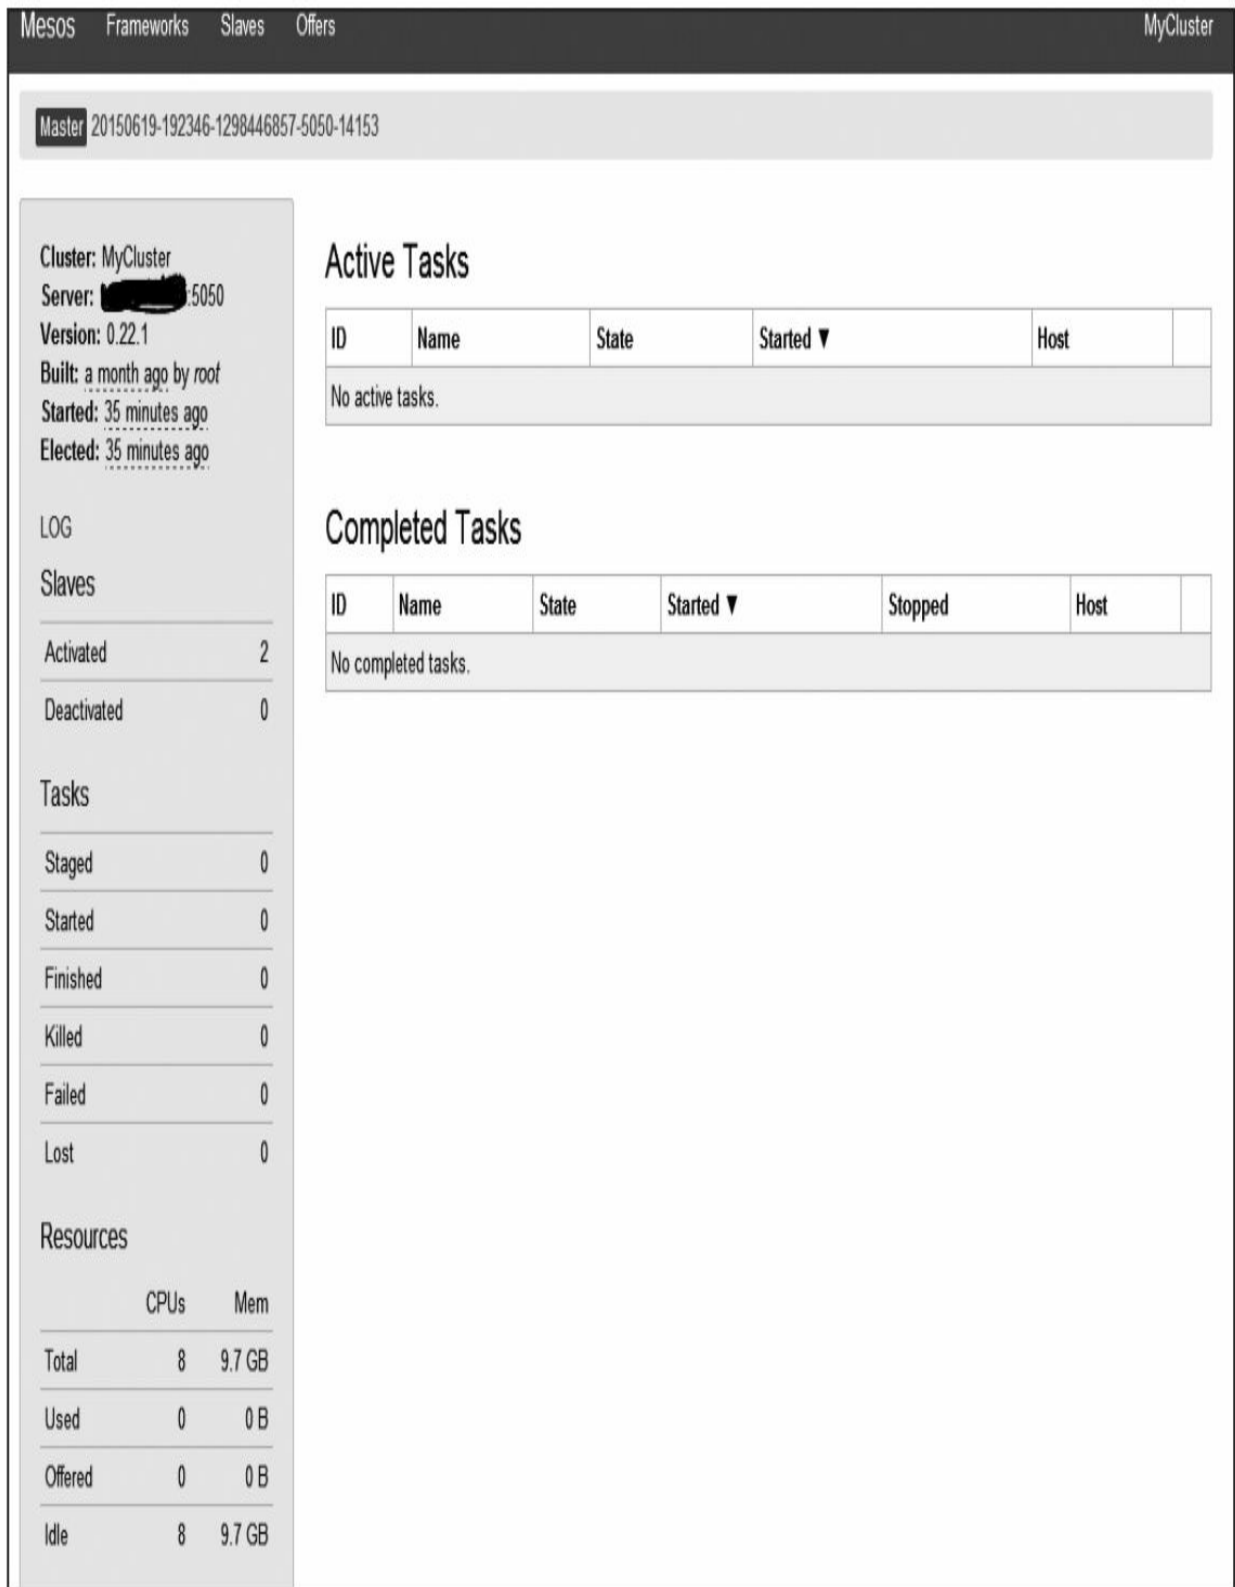 Mesos Frameworks Slaves Offers MyCluster
Master 20150619-192346-1298446857-5050-14153
Cluster: MyCluster
Server: :5050
Version: 0.22.1
Built: a month ago by root
Started: 35 minutes ago
Elected: 35 minutes ago
LOG
Slaves
Activated 2
Deactivated 0
Tasks
Staged 0
Started 0
Finished 0
Killed 0
Failed 0
Lost 0
Resources
CPUs Mem
Total 8 9.7 GB
Used 0 0 B
Offered 0 0 B
Idle 8 9.7 GB
Active Tasks
ID Name State Started ▼ Host
No active tasks.
Completed Tasks
ID Name State Started ▼ Stopped Host
No completed tasks.